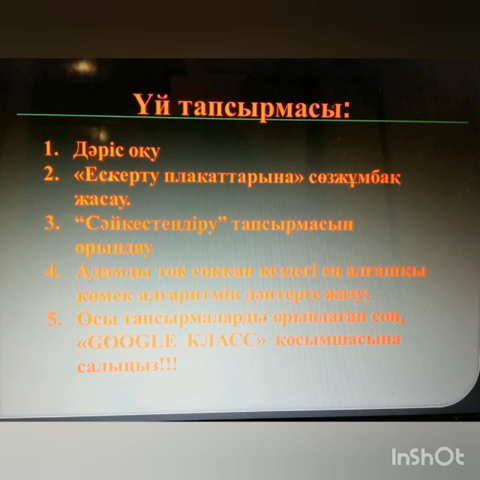 Үй тапсырмасы:
1. Дәріс оқу
2. «Ескерту плакаттарына» сөзжұмбақ
жасау.
3. “Сәйкестендіру” тапсырмасын
орындау
4. Адамды ток соққан кездегі ең алғашқы
көмек алгаритмін дәптерге жазу;
5. Осы тапсырмаларды орындаған соң,
«GOOGLE КЛАСС» қосымшасына
салыңыз!!!
InShOt